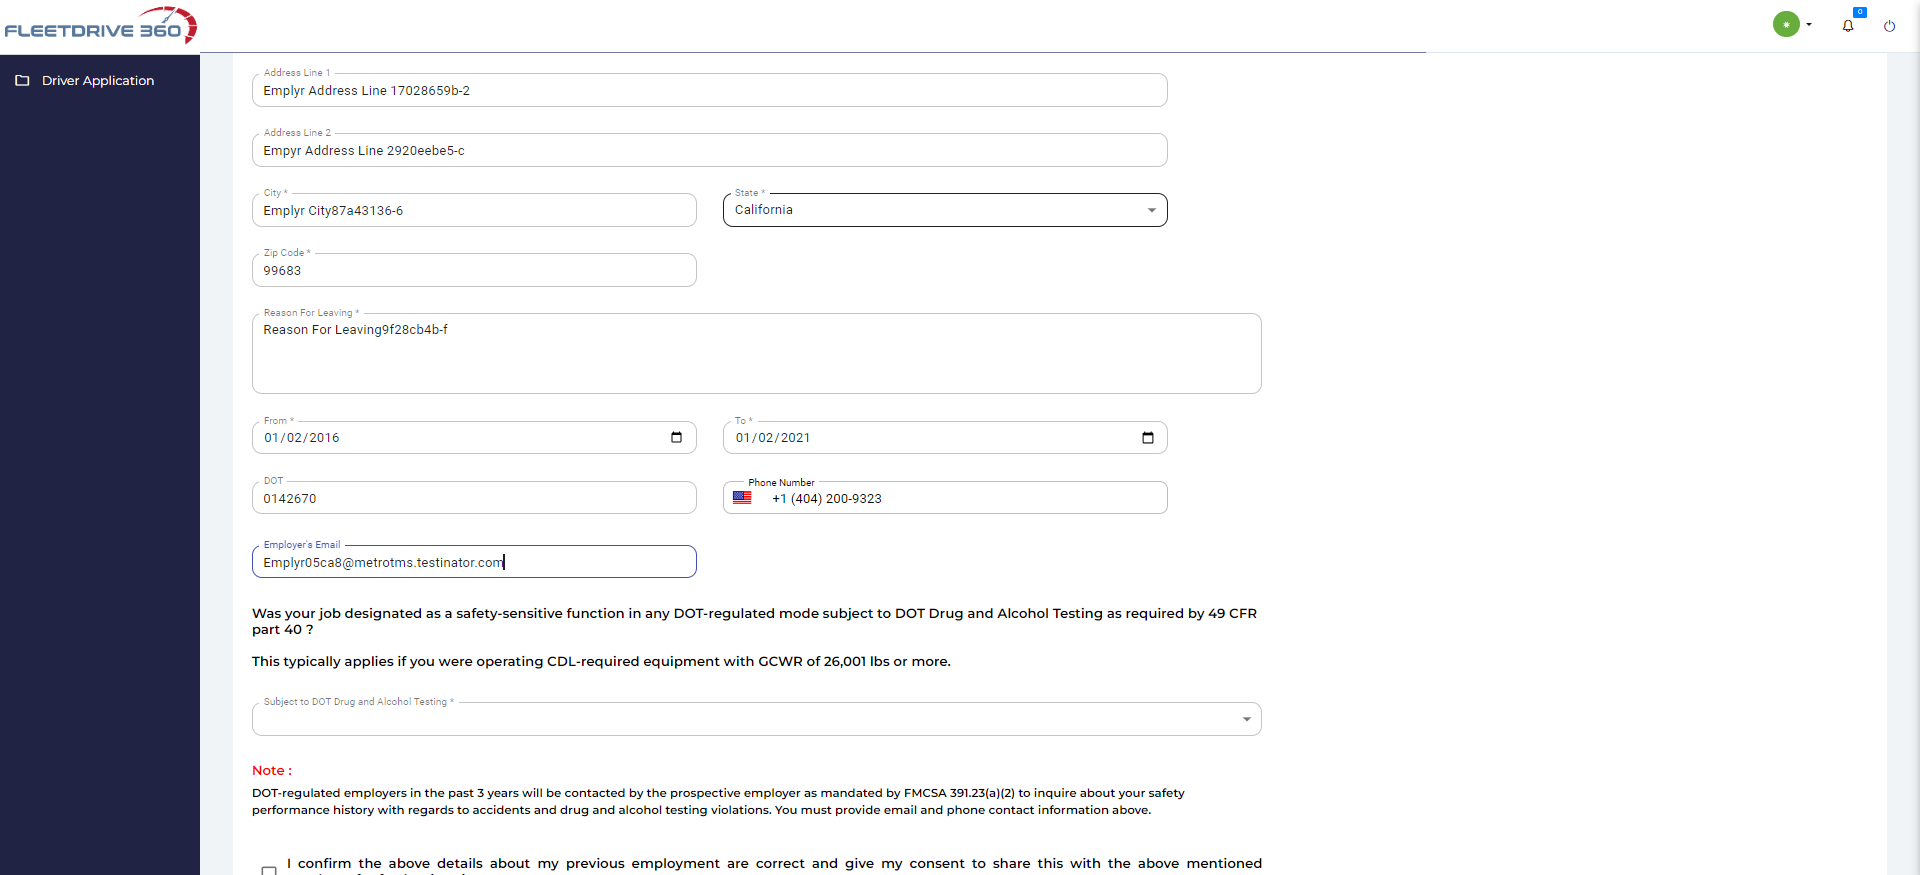 FLEETDRIVE 360
0
Driver Application
Address Line 1
Emplyr Address Line 17028659b-2
Address Line 2
Empyr Address Line 2920eebe5-c
City *
State *
Emplyr City87a43136-6
California
Zip Code *
99683
Reason For Leaving *
Reason For Leaving9f28cb4b-f
From *
To *
01/02/2016
01/02/2021
DOT
Phone Number
0142670
+1 (404) 200-9323
Employer's Email
Emplyr05ca8@metrotms.testinator.com
Was your job designated as a safety-sensitive function in any DOT-regulated mode subject to DOT Drug and Alcohol Testing as required by 49 CFR
part 40 ?
This typically applies if you were operating CDL-required equipment with GCWR of 26,001 lbs or more.
Subject to DOT Drug and Alcohol Testing *
Note :
DOT-regulated employers in the past 3 years will be contacted by the prospective employer as mandated by FMCSA 391.23(a)(2) to inquire about your safety
performance history with regards to accidents and drug and alcohol testing violations. You must provide email and phone contact information above.
I confirm the above details about my previous employment are correct and give my consent to share this with the above mentioned